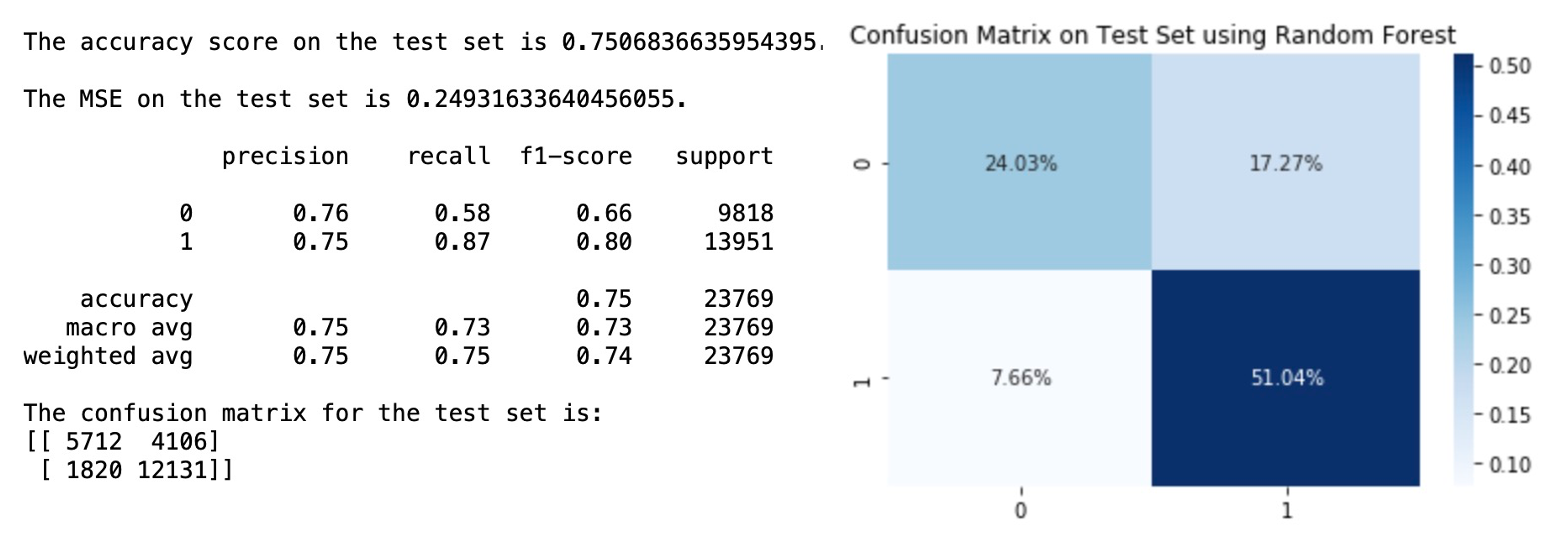 The accuracy score on the test set is 0.7506836635954395.
The MSE on the test set is 0.24931633640456055.
precision recall f1-score support
0 0.76 0.58 0.66 9818
1 0.75 0.87 0.80 13951
accuracy 0.75 23769
macro avg 0.75 0.73 0.73 23769
weighted avg 0.75 0.75 0.74 23769
The confusion matrix for the test set is:
[[ 5712 4106]
[ 1820 12131]]
Confusion Matrix on Test Set using Random Forest
0
24.03% 17.27%
1
7.66% 51.04%
0 1
0.50
0.45
0.40
0.35
0.30
0.25
0.20
0.15
0.10